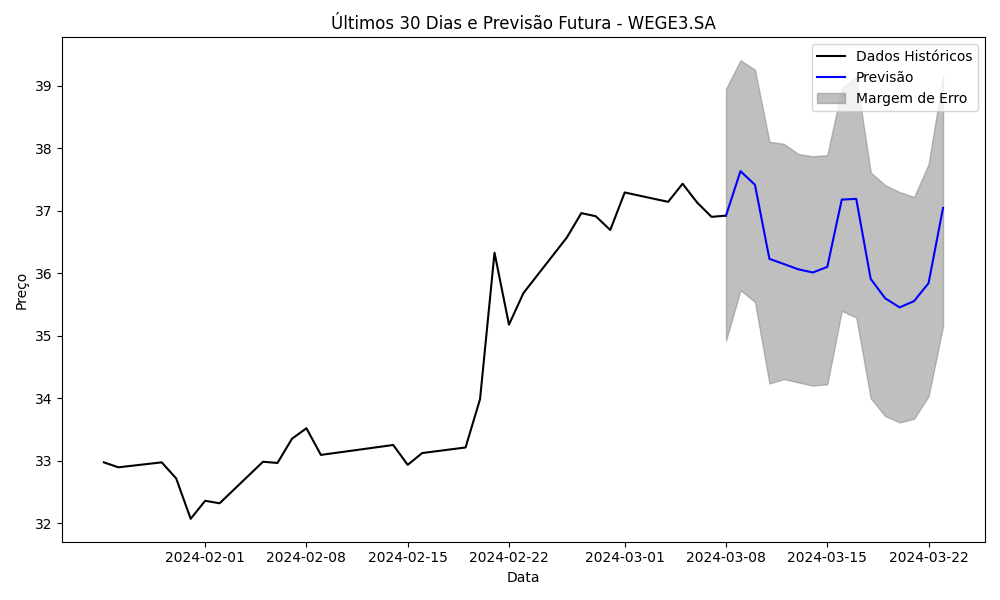 Últimos 30 Dias e Previsão Futura - WEGE3.SA
Dados Históricos
Previsão
Margem de Erro
Preço
39
38
37
36
35
34
33
32
2024-02-01
2024-02-08
2024-02-15
2024-02-22
2024-03-01
2024-03-08
2024-03-15
2024-03-22
Data